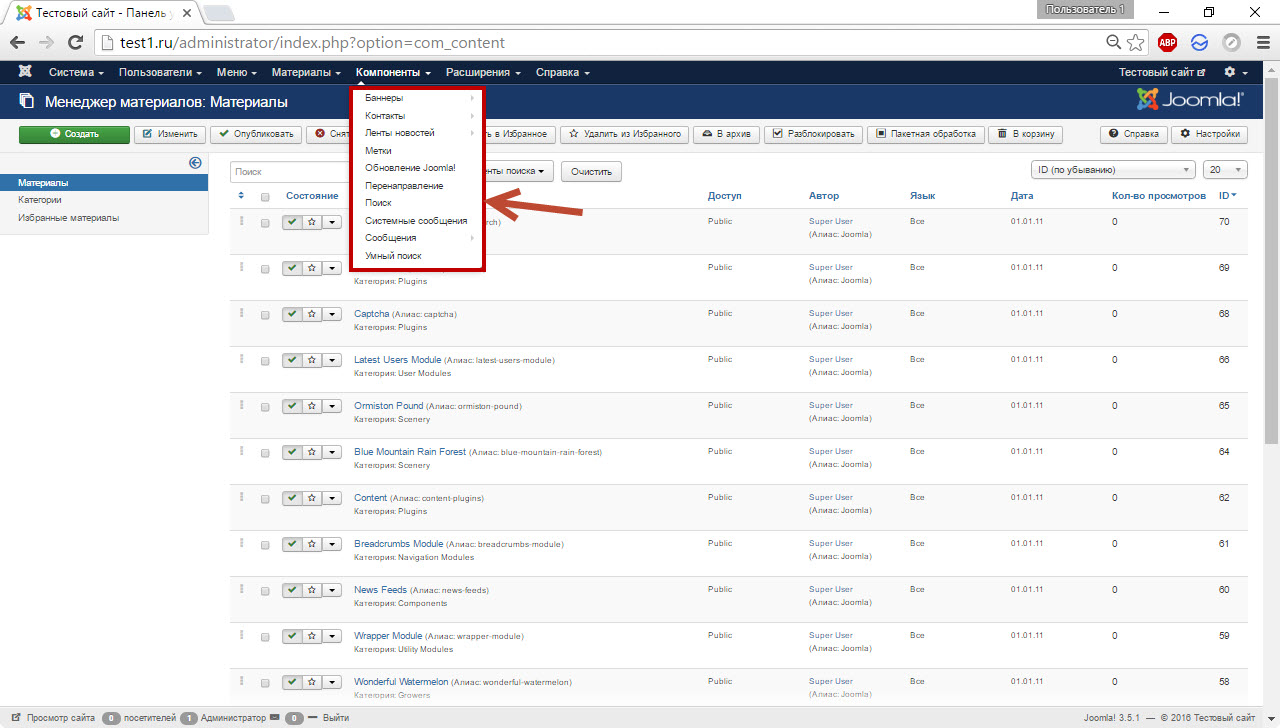 Тестовый сайт - Панель у
Пользователь 1
test1.ru/administrator/index.php?option=com_content
ABP
Система Пользователи Меню Материалы Компоненты Расширения Справка Тестовый сайт
Менеджер материалов: Материалы
Joomla!®
Создать Изменить Опубликовать Снят ь в Избранное Удалить из Избранного В архив Разблокировать Пакетная обработка В корзину Справка Настройки
Баннеры
Контакты
Ленты новостей
Метки
Обновление Joomla!
Перенаправление
Поиск
Системные сообщения
Сообщения
Умный поиск
Материалы
Категории
Избранные материалы
Поиск нты поиска Очистить ID (по убыванию) 20
Состояние Доступ Автор Язык Дата Кол-во просмотров ID
rch) Public Super User Все 01.01.11 0 70
(Алиас: Joomla)
Public Super User Все 01.01.11 0 69
Категория: Plugins (Алиас: Joomla)
Captcha (Алиас: captcha) Public Super User Все 01.01.11 0 68
Категория: Plugins (Алиас: Joomla)
Latest Users Module (Алиас: latest-users-module) Public Super User Все 01.01.11 0 66
Категория: User Modules (Алиас: Joomla)
Ormiston Pound (Алиас: ormiston-pound) Public Super User Все 01.01.11 0 65
Категория: Scenery (Алиас: Joomla)
Blue Mountain Rain Forest (Алиас: blue-mountain-rain-forest) Public Super User Все 01.01.11 0 64
Категория: Scenery (Алиас: Joomla)
Content (Алиас: content-plugins) Public Super User Все 01.01.11 0 62
Категория: Plugins (Алиас: Joomla)
Breadcrumbs Module (Алиас: breadcrumbs-module) Public Super User Все 01.01.11 0 61
Категория: Navigation Modules (Алиас: Joomla)
News Feeds (Алиас: news-feeds) Public Super User Все 01.01.11 0 60
Категория: Components (Алиас: Joomla)
Wrapper Module (Алиас: wrapper-module) Public Super User Все 01.01.11 0 59
Категория: Utility Modules (Алиас: Joomla)
Wonderful Watermelon (Алиас: wonderful-watermelon) Public Super User Все 01.01.11 0 58
Категория: Growers (Алиас: Joomla)
Просмотр сайта 0 посетителей 1 Администратор 0 Выйти Joomla! 3.5.1 — © 2016 Тестовый сайт